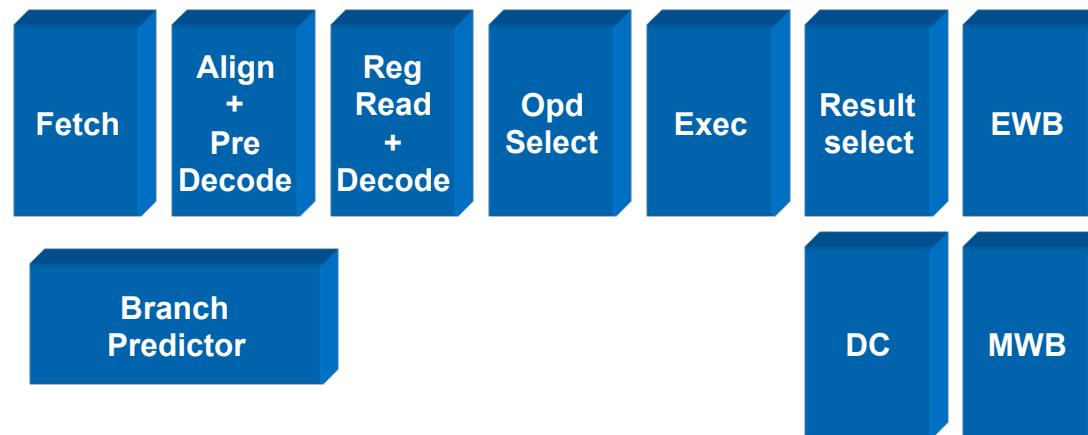 Fetch
Align
+
Pre
Decode
Reg
Read
+
Decode
Opd
Select
Exec
Result
select
EWB
Branch
Predictor
DC
MWB